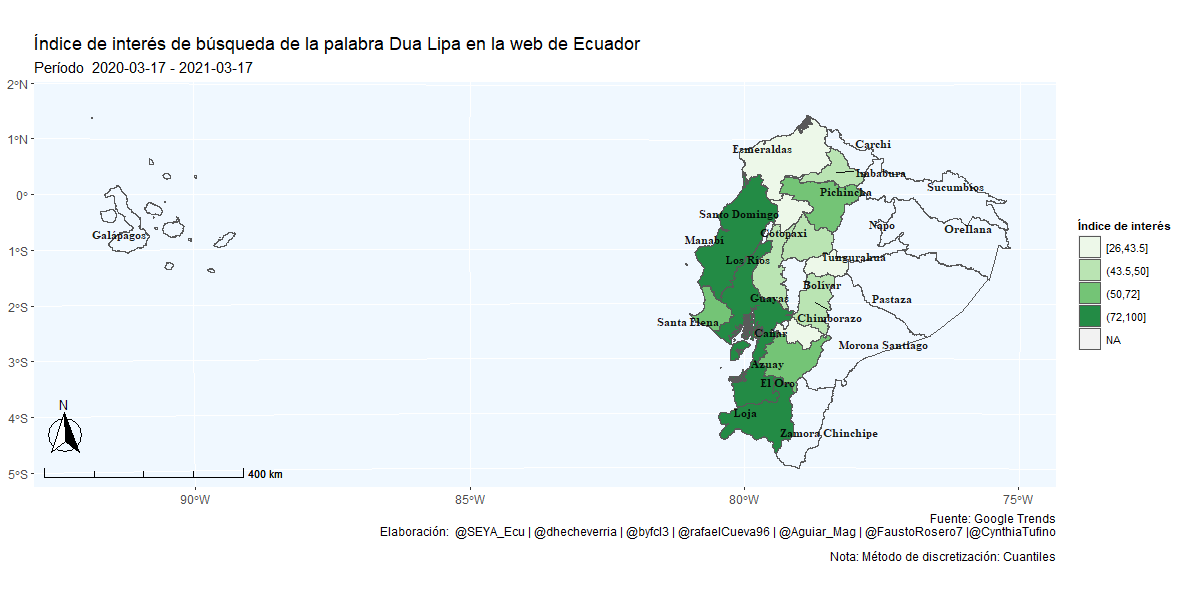 Índice de interés de búsqueda de la palabra Dua Lipa en la web de Ecuador
Período  2020-03-17 - 2021-03-17
2°N
1°N
0°
1°S
2°S
3°S
4°S
5°S
90°W
85°W
80°W
75°W
Esmeraldas
Carchi
Imbabura
Sucumbíos
Pichincha
Santo Domingo
Napo
Orellana
Galápagos
Manabí
Cotopaxi
Los Ríos
Tungurahua
Bolívar
Guayas
Pastaza
Santa Elena
Chimborazo
Cañar
Morona Santiago
Azuay
El Oro
Loja
Zamora Chinchipe
N
400 km
Índice de interés
[26,43.5]
(43.5,50]
(50,72]
(72,100]
NA
Fuente: Google Trends
Elaboración:  @SEYA_Ecu | @dhecheverria | @byfcl3 | @rafaelCueva96 | @Aguiar_Mag | @FaustoRosero7 |@CynthiaTufino
Nota: Método de discretización: Cuantiles